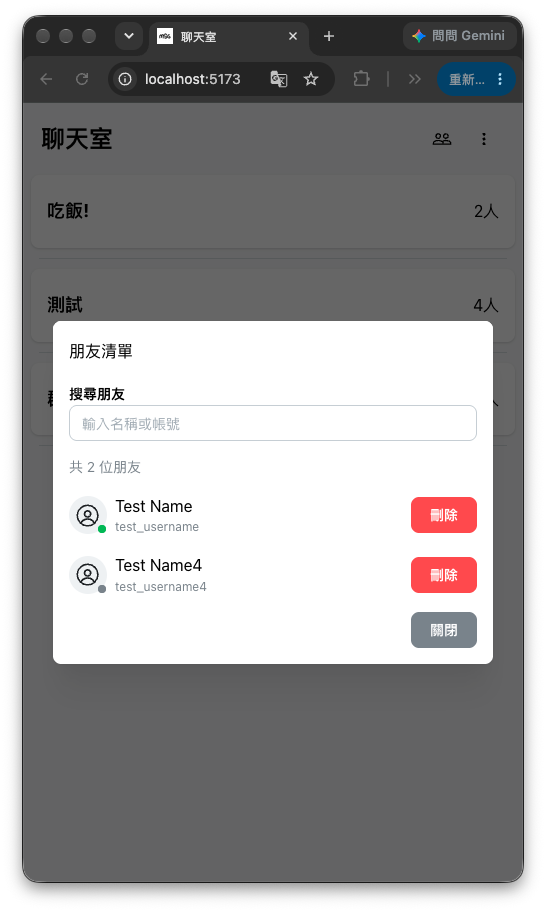 聊天室
問問 Gemini
localhost:5173
重新...
聊天室
吃飯!
2人
測試
4人
朋友清單
搜尋朋友
輸入名稱或帳號
共 2 位朋友
Test Name
test_username
刪除
Test Name4
test_username4
刪除
關閉